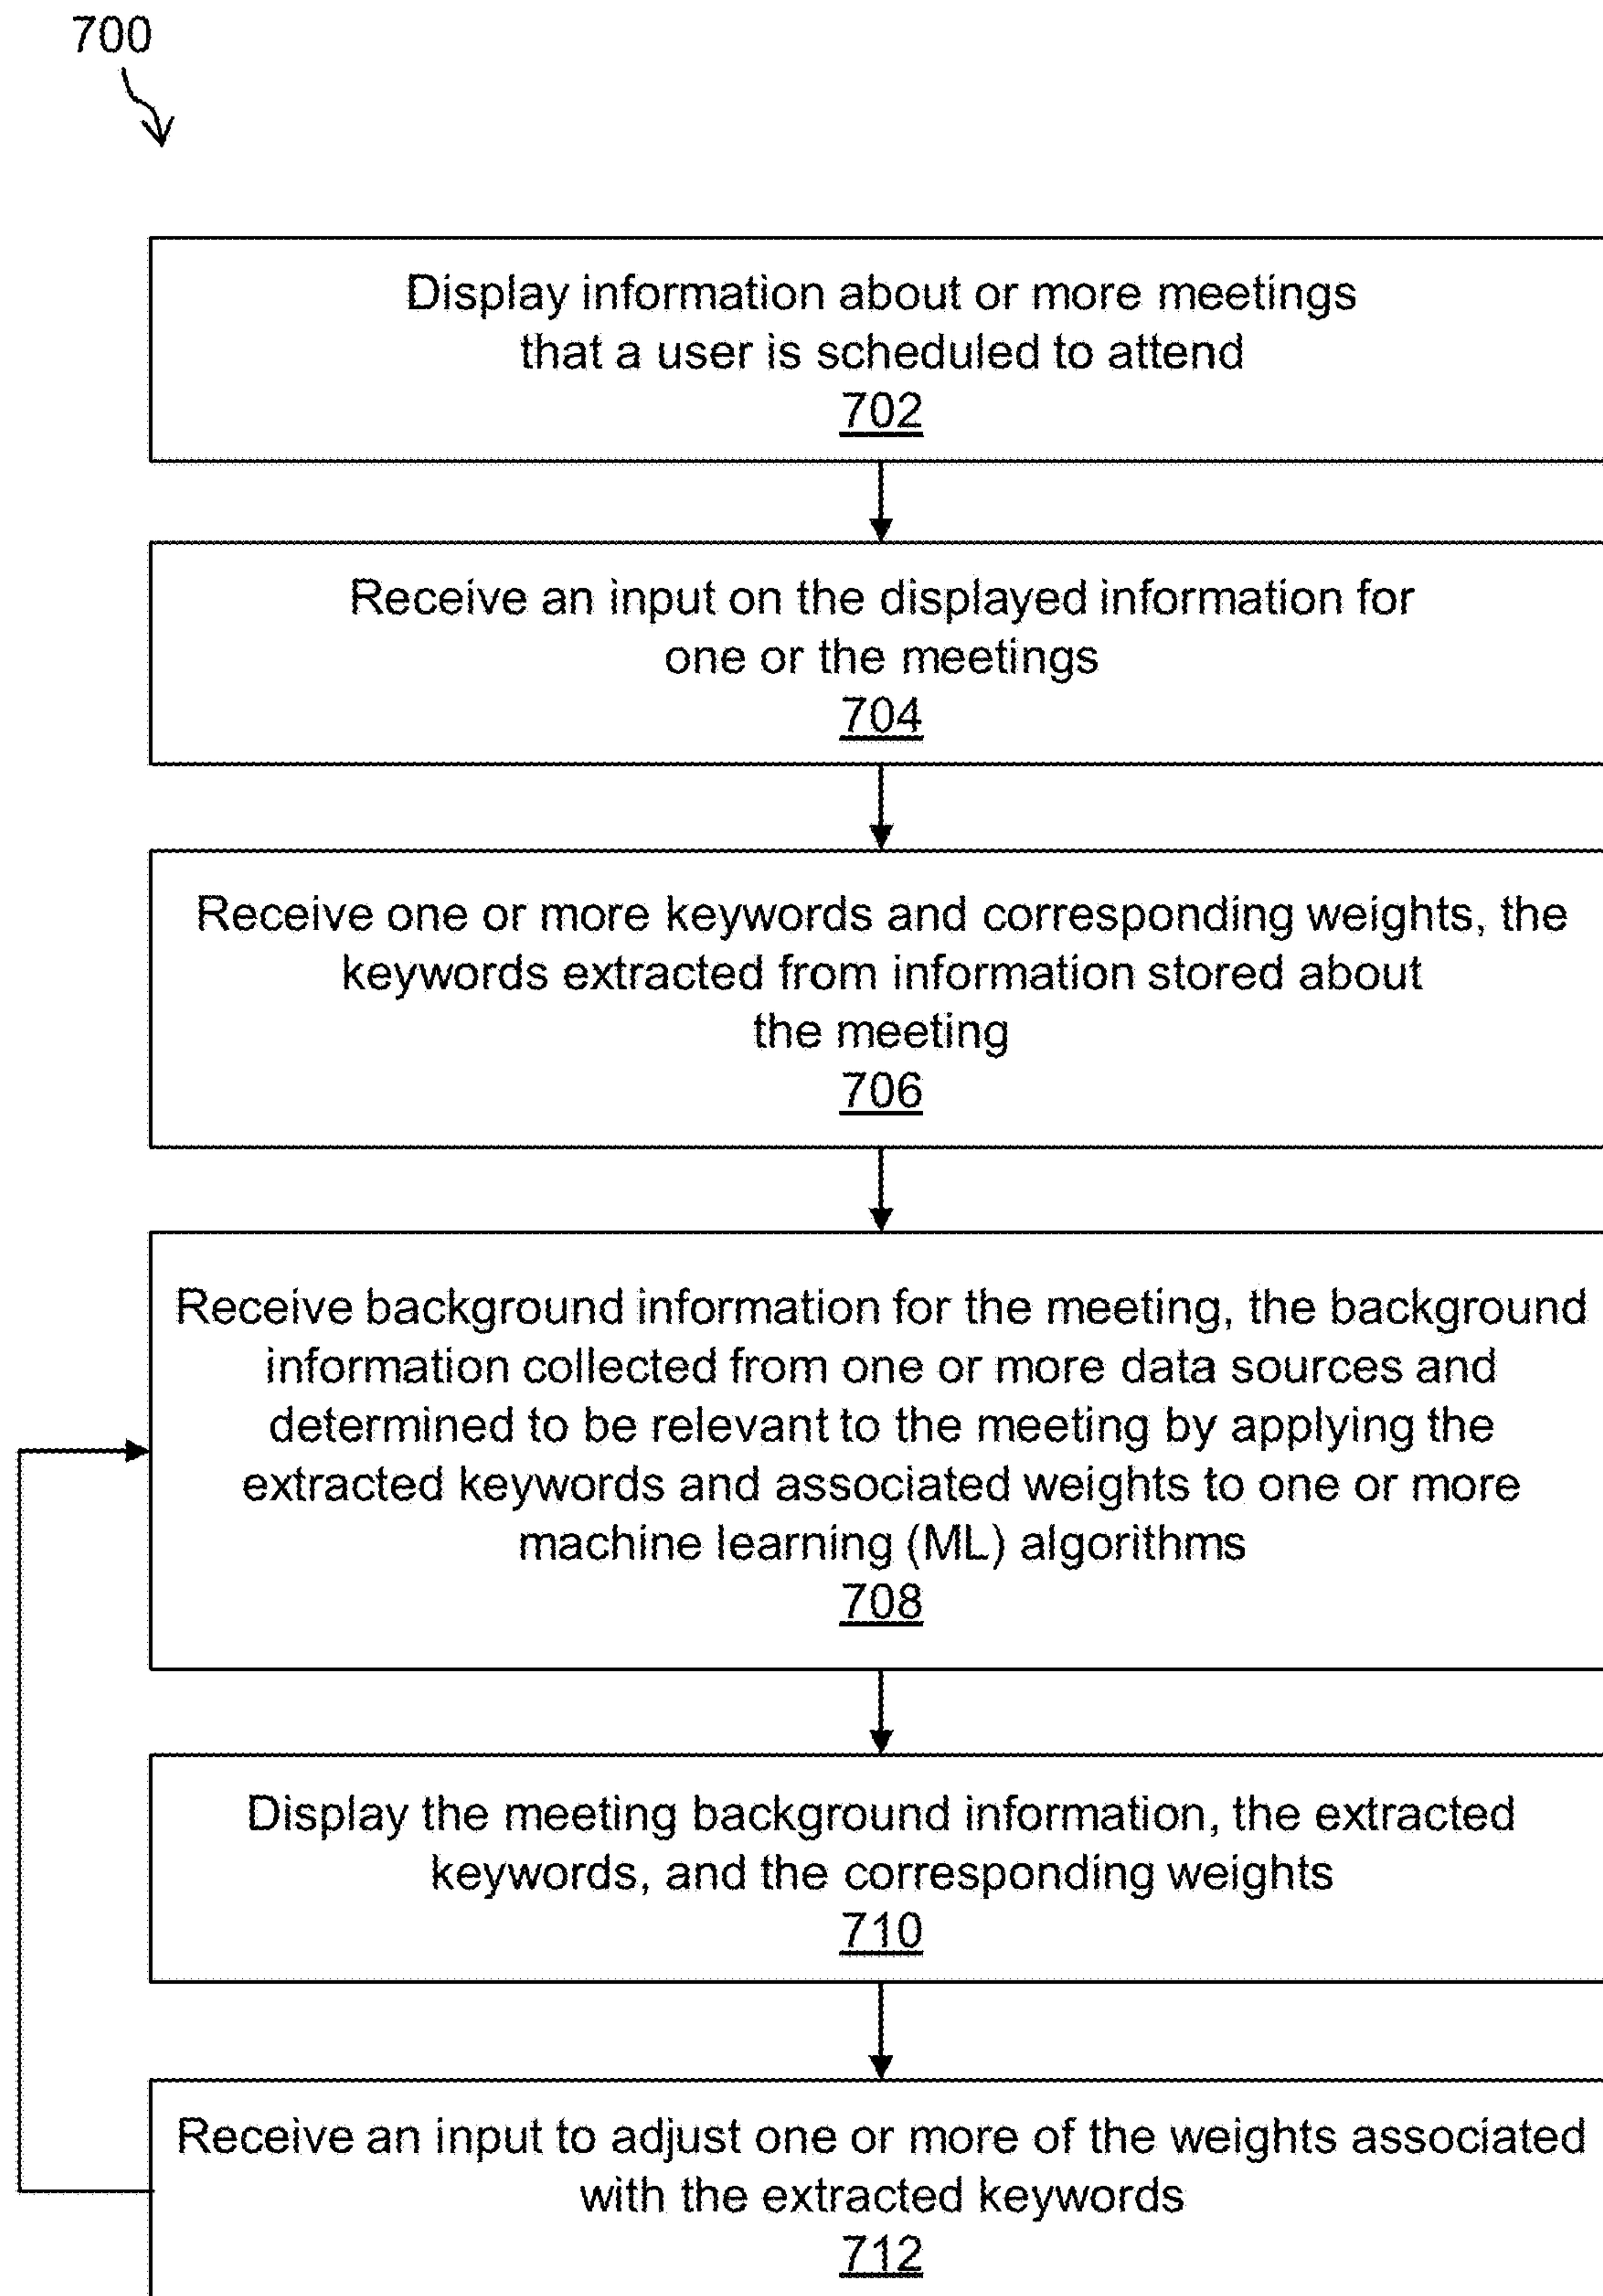 700
Display information about or more meetings
that a user is scheduled to attend
702
Receive an input on the displayed information for
one or the meetings
704
Receive one or more keywords and corresponding weights, the
keywords extracted from information stored about
the meeting
706
Receive background information for the meeting, the background
information collected from one or more data sources and
determined to be relevant to the meeting by applying the
extracted keywords and associated weights to one or more
machine learning (ML) algorithms
708
Display the meeting background information, the extracted
keywords, and the corresponding weights
710
Receive an input to adjust one or more of the weights associated
with the extracted keywords
712